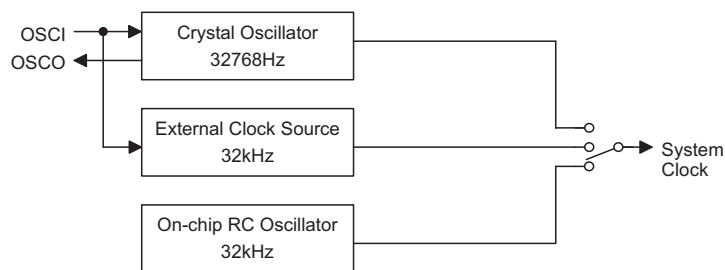 OSCI
OSCO
Crystal Oscillator
32768Hz
External Clock Source
32kHz
On-chip RC Oscillator
32kHz
System
Clock